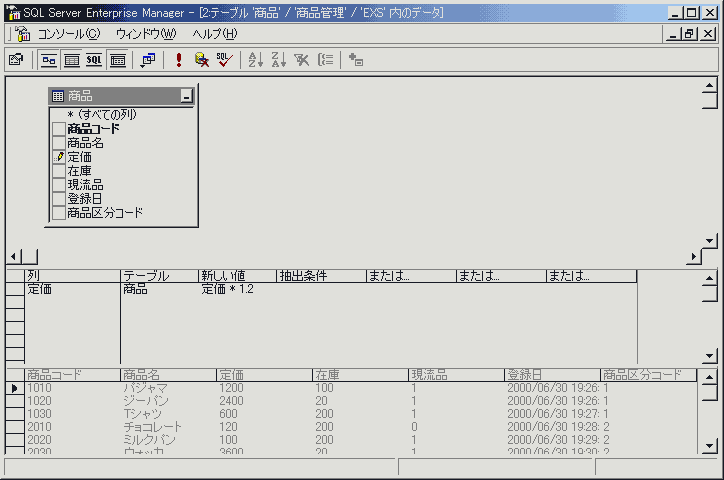 SQL Server Enterprise Manager - [2:テーブル '商品' / '商品管理' / 'EXS' 内のデータ]
コンソール(C) ウィンドウ(W) ヘルプ(H)
SQL SQL A Z Z A
商品
* (すべての列)
商品コード
商品名
定価
在庫
現流品
登録日
商品区分コード
列 テーブル 新しい値 抽出条件 または... または... または...
定価 商品 定価 * 1.2
商品コード 商品名 定価 在庫 現流品 登録日 商品区分コード
1010 パジャマ 1200 100 1 2000/06/30 19:26: 1
1020 ジーパン 2400 20 1 2000/06/30 19:26: 1
1030 Tシャツ 600 200 1 2000/06/30 19:27: 1
2010 チョコレート 120 200 0 2000/06/30 19:28: 2
2020 ミルクパン 100 200 1 2000/06/30 19:29: 2
2030 ウォッカ 3600 20 1 2000/06/30 19:30: 2